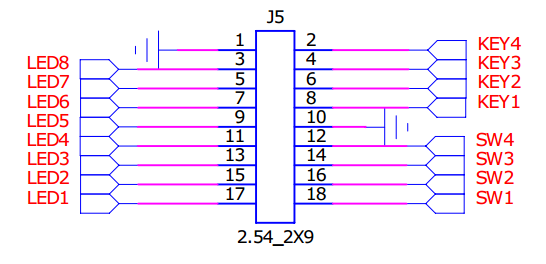 J5
1 2 KEY4
LED8 3 4 KEY3
LED7 5 6 KEY2
LED6 7 8 KEY1
LED5 9 10
LED4 11 12 SW4
LED3 13 14 SW3
LED2 15 16 SW2
LED1 17 18 SW1
2.54_2X9